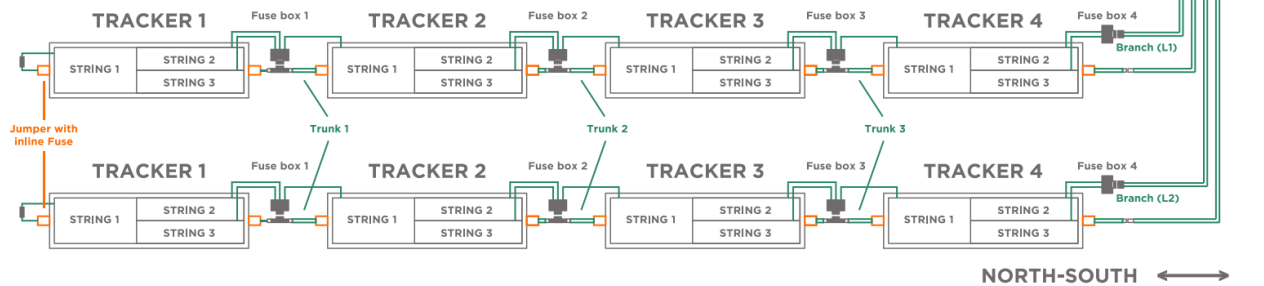 TRACKER 1
Fuse box 1
TRACKER 2
Fuse box 2
TRACKER 3
Fuse box 3
TRACKER 4
Fuse box 4
Branch (L1)
STRING 1
STRING 2
STRING 3
STRING 1
STRING 2
STRING 3
STRING 1
STRING 2
STRING 3
STRING 1
STRING 2
STRING 3
Jumper with
inline Fuse
Trunk 1
Trunk 2
Trunk 3
TRACKER 1
Fuse box 1
TRACKER 2
Fuse box 2
TRACKER 3
Fuse box 3
TRACKER 4
Fuse box 4
Branch (L2)
STRING 1
STRING 2
STRING 3
STRING 1
STRING 2
STRING 3
STRING 1
STRING 2
STRING 3
STRING 1
STRING 2
STRING 3
NORTH-SOUTH